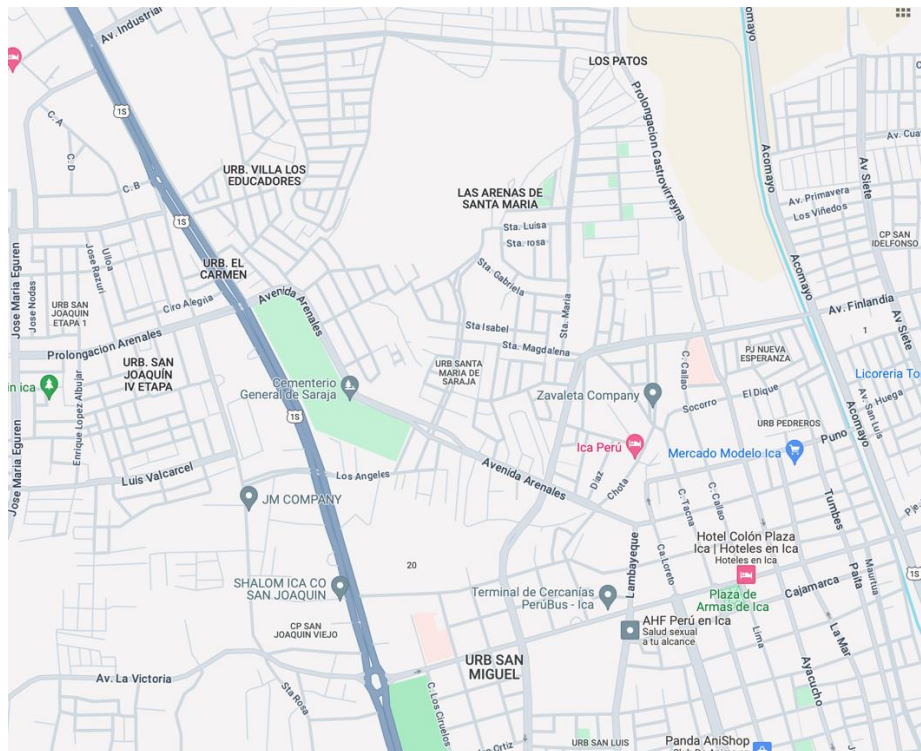 Av. Industrial
Acomayo
LOS PATOS
1S
C. A
C. D
C. B
URB. VILLA LOS
EDUCADORES
LAS ARENAS DE
SANTA MARIA
Prolongacion Castrovirreyna
Acomayo
Av Siete
Av. Primavera
Los Viñedos
CP SAN
IDELFONSO
1S
Sta. Luisa
Sta. rosa
Sta. Gabriela
Sta. Maria
URB. EL
CARMEN
Jose Maria Eguren
Jose Nodas
Jose Razuri
Ulloa
Ciro Alegria
URB SAN
JOAQUIN
ETAPA 1
Avenida Arenales
Prolongacion Arenales
Sta Isabel
Sta. Magdalena
Acomayo
Av. Finlandia
1
Av Siete
URB. SAN
JOAQUÍN
IV ETAPA
URB SANTA
MARIA DE
SARAJA
C. Callao
PJ NUEVA
ESPERANZA
Cementerio
General de Saraja
Zavaleta Company
Socorro
El Dique
Acomayo
Av. San Luis
Huega
Enrique Lopez Albujar
1S
URB PEDREROS
Puno
Jose Maria Eguren
Luis Valcarcel
Los Angeles
Avenida Arenales
Ica Perú
Mercado Modelo Ica
Diaz
Chota
JM COMPANY
C. Tacna
C. Callao
Tumbes
Hotel Colón Plaza
Ica | Hoteles en Ica
Hoteles en Ica
20
Lambayeque
Ca. Loreto
SHALOM ICA CO
SAN JOAQUIN
Terminal de Cercanías
PerúBus - Ica
Plaza de
Armas de Ica
Cajamarca
Paita
Maurtua
1S
CP SAN
JOAQUIN VIEJO
AHF Perú en Ica
Salud sexual
a tu alcance
Lima
La Mar
Ayacucho
URB SAN
MIGUEL
Av. La Victoria
Sta Rosa
C. Los Ciruelos
URB SAN LUIS
Panda AniShop